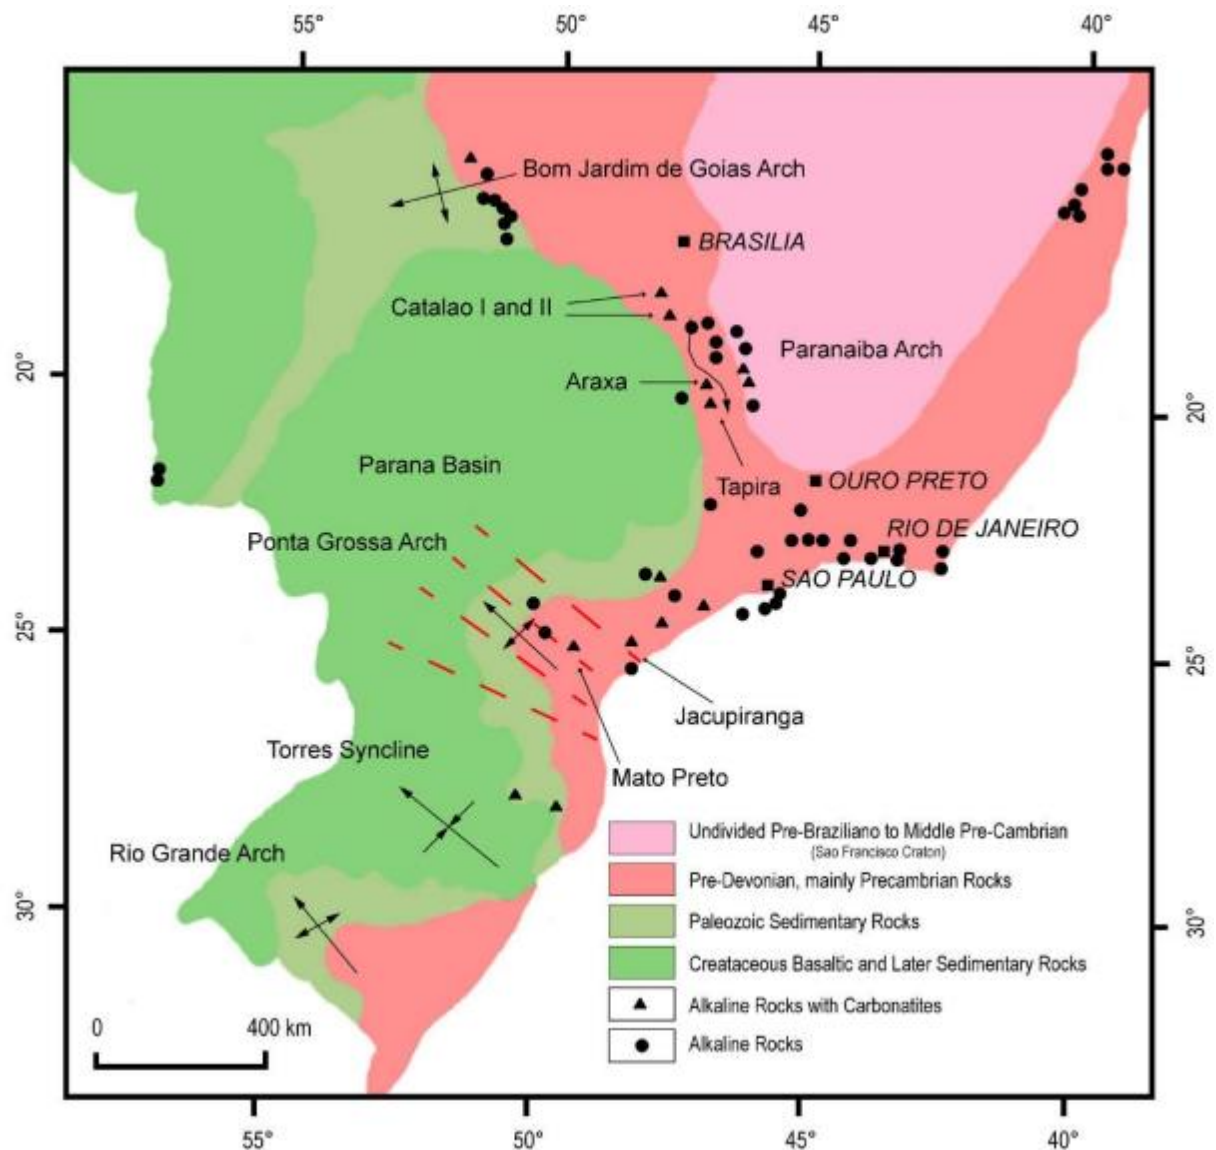 55° 50° 45° 40°
Bom Jardim de Goias Arch
BRASILIA
Catalao I and II
Paranaiba Arch
20°
Araxa
20°
Parana Basin
Tapira
OURO PRETO
RIO DE JANEIRO
Ponta Grossa Arch
SAO PAULO
25°
25°
Jacupiranga
Torres Syncline
Mato Preto
Undivided Pre-Braziliano to Middle Pre-Cambrian
(Sao Francisco Craton)
Rio Grande Arch
Pre-Devonian, mainly Precambrian Rocks
30°
Paleozoic Sedimentary Rocks
30°
Creataceous Basaltic and Later Sedimentary Rocks
Alkaline Rocks with Carbonatites
0 400 km
Alkaline Rocks
55° 50° 45° 40°